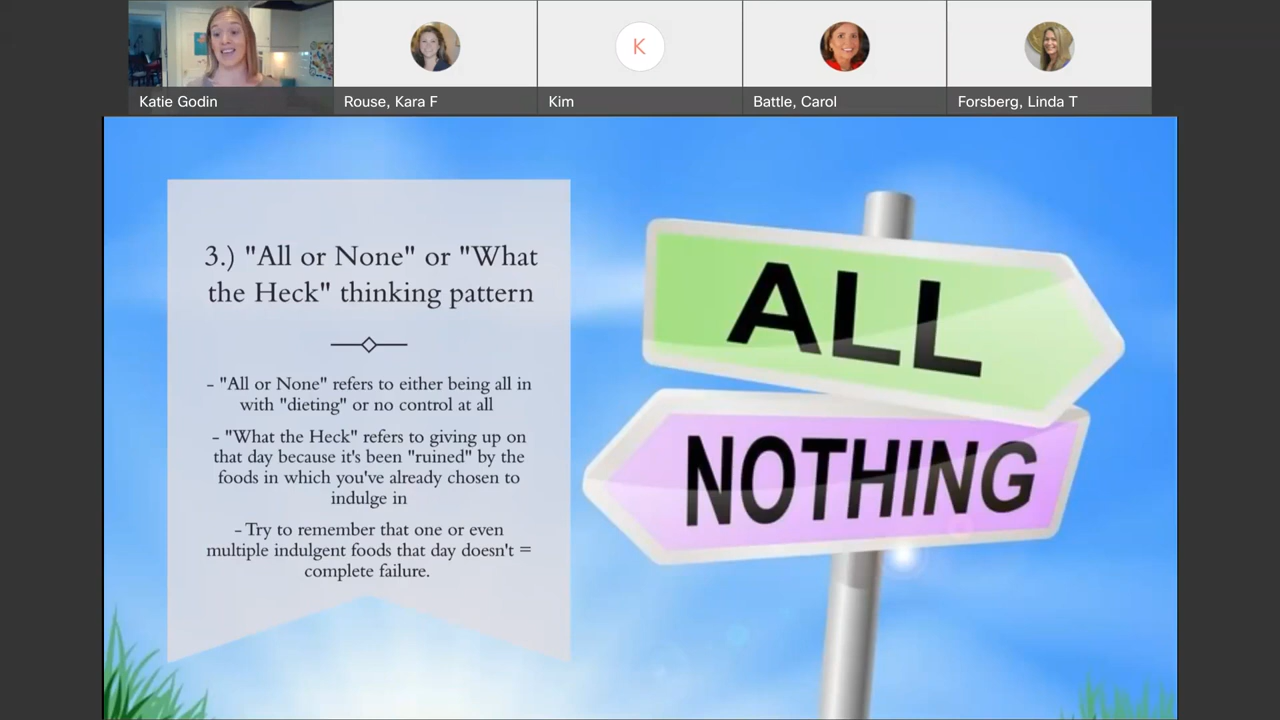 K
Katie Godin
Rouse, Kara F
Kim
Battle, Carol
Forsberg, Linda T
3.) "All or None" or "What
the Heck" thinking pattern
- "All or None" refers to either being all in
with "dieting" or no control at all
- "What the Heck" refers to giving up on
that day because it's been "ruined" by the
foods in which you've already chosen to
indulge in
- Try to remember that one or even
multiple indulgent foods that day doesn't =
complete failure.
ALL
NOTHING